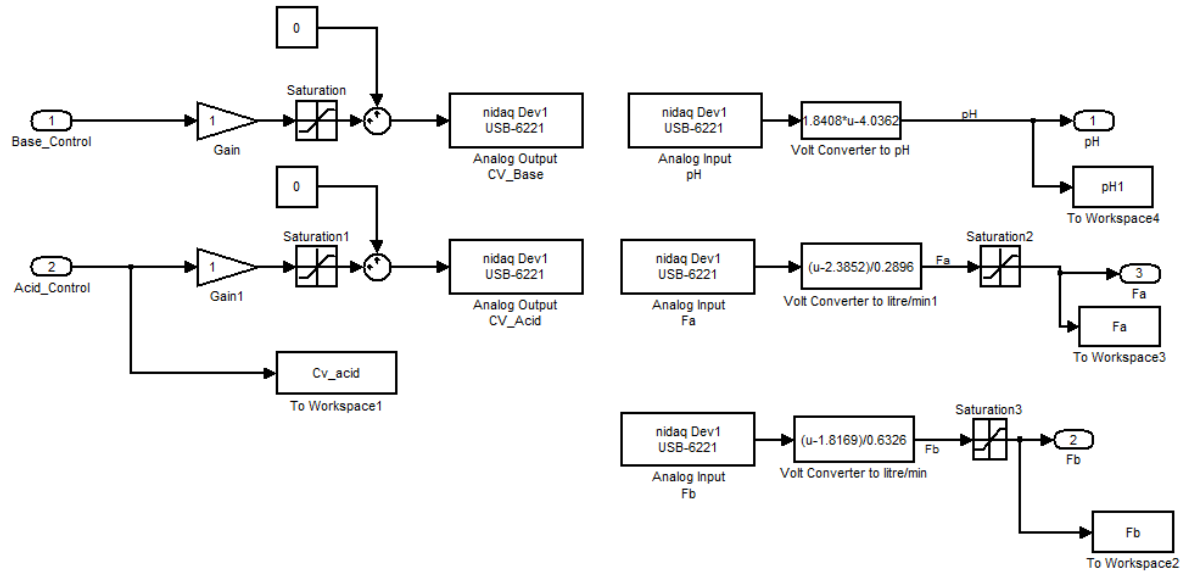 0
Saturation
1
Base_Control
1
Gain
nidaq Dev1
USB-6221
Analog Output
CV_Base
0
Saturation1
2
Acid_Control
1
Gain1
nidaq Dev1
USB-6221
Analog Output
CV_Acid
Cv_acid
To Workspace1
nidaq Dev1
USB-6221
Analog Input
pH
1.8408*u-4.0362
Volt Converter to pH
pH
1
pH
pH1
To Workspace4
nidaq Dev1
USB-6221
Analog Input
Fa
(u-2.3852)/0.2896
Volt Converter to litre/min1
Fa
Saturation2
3
Fa
Fa
To Workspace3
nidaq Dev1
USB-6221
Analog Input
Fb
(u-1.8169)/0.6326
Volt Converter to litre/min
Fb
Saturation3
2
Fb
Fb
To Workspace2